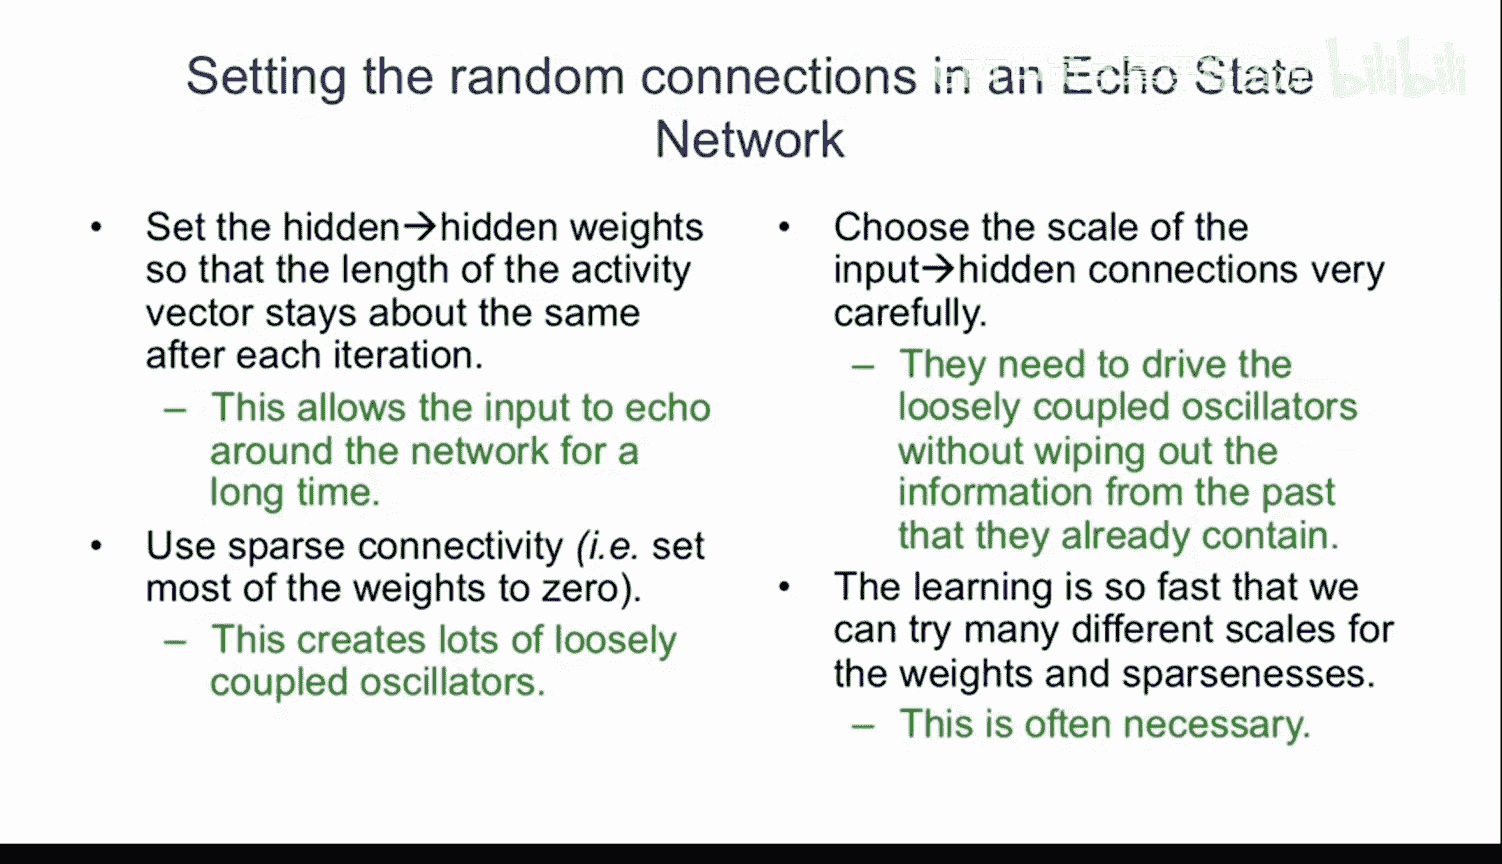 Setting the random connections in an Echo State
Network
• Set the hidden→hidden weights
so that the length of the activity
vector stays about the same
after each iteration.
– This allows the input to echo
around the network for a
long time.
• Use sparse connectivity (i.e. set
most of the weights to zero).
– This creates lots of loosely
coupled oscillators.
• Choose the scale of the
input→hidden connections very
carefully.
– They need to drive the
loosely coupled oscillators
without wiping out the
information from the past
that they already contain.
• The learning is so fast that we
can try many different scales for
the weights and sparsenesses.
– This is often necessary.
bilibili